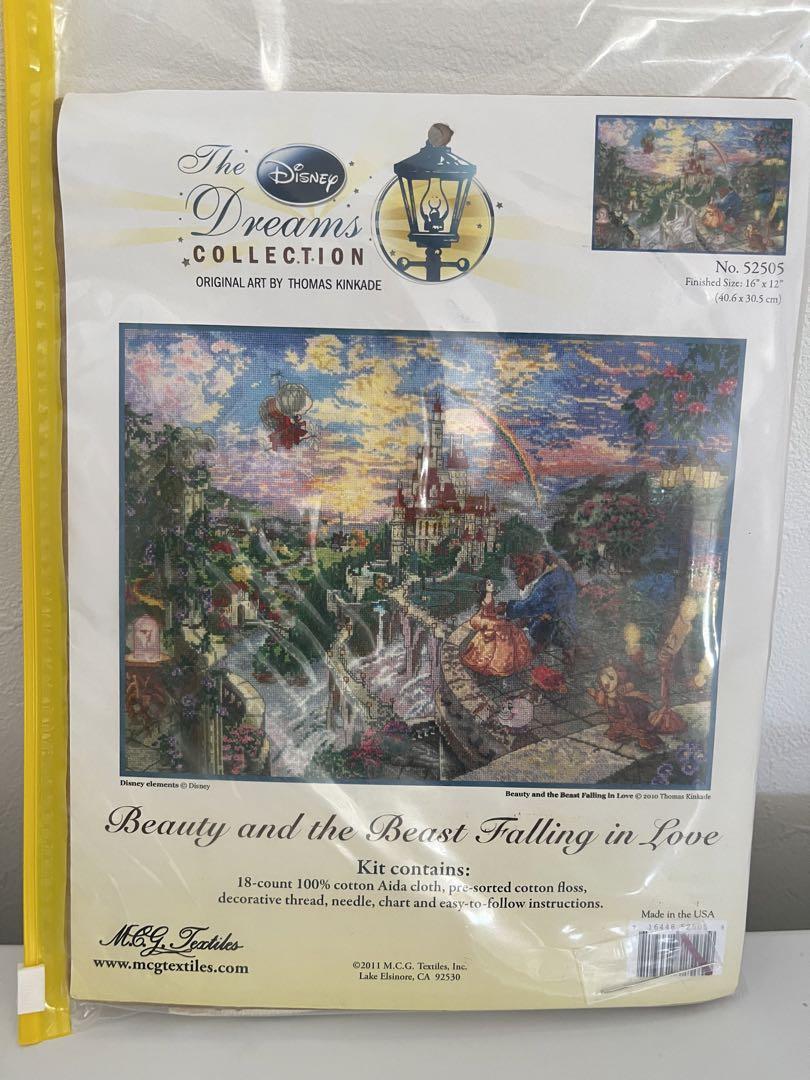 The Disney
Dreams
COLLECTION
ORIGINAL ART BY THOMAS KINKADE
No. 52505
Finished Size: 16" x 12"
(40.6 x 30.5 cm)
Disney elements © Disney
Beauty and the Beast Falling in Love © 2010 Thomas Kinkade
Beauty and the Beast Falling in Love
Kit contains:
18-count 100% cotton Aida cloth, pre-sorted cotton floss,
decorative thread, needle, chart and easy-to-follow instructions.
Made in the USA
M.C.G. Textiles
www.mcgtextiles.com
©2011 M.C.G. Textiles, Inc.
Lake Elsinore, CA 92530
7 16448 52505